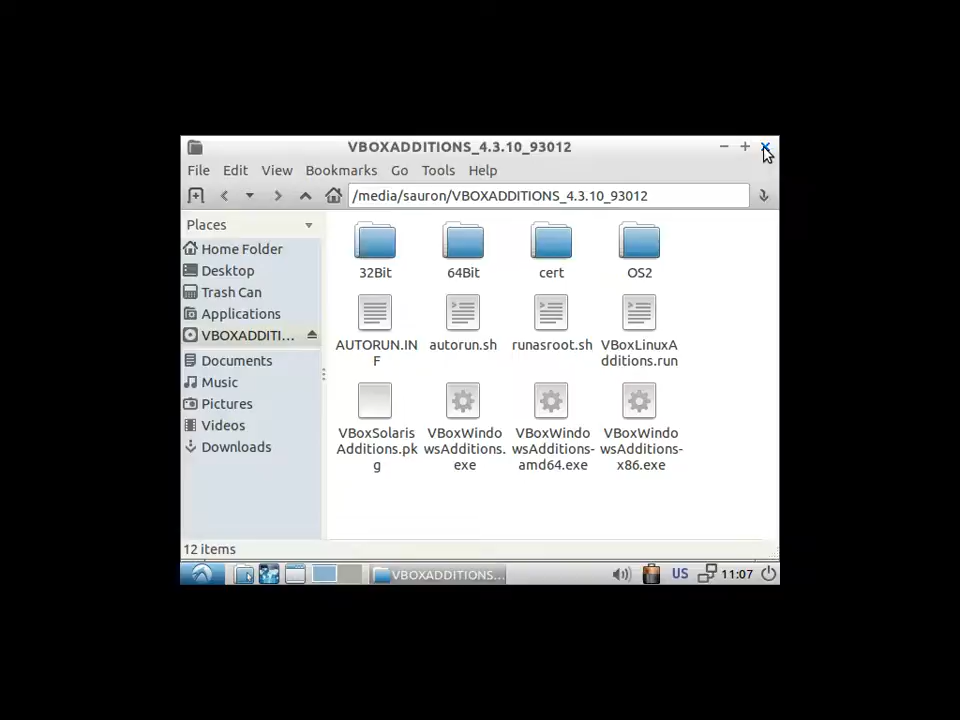 VBOXADDITIONS_4.3.10_93012
File Edit View Bookmarks Go Tools Help
/media/sauron/VBOXADDITIONS_4.3.10_93012
Places
Home Folder
Desktop
Trash Can
Applications
VBOXADDITI...
Documents
Music
Pictures
Videos
Downloads
32Bit 64Bit cert OS2
AUTORUN.IN autorun.sh runasroot.sh VBoxLinuxA
F dditions.run
VBoxSolaris VBoxWindo VBoxWindo VBoxWindo
Additions.pk wsAdditions. wsAdditions- wsAdditions-
g exe amd64.exe x86.exe
12 items
VBOXADDITIONS... US 11:07